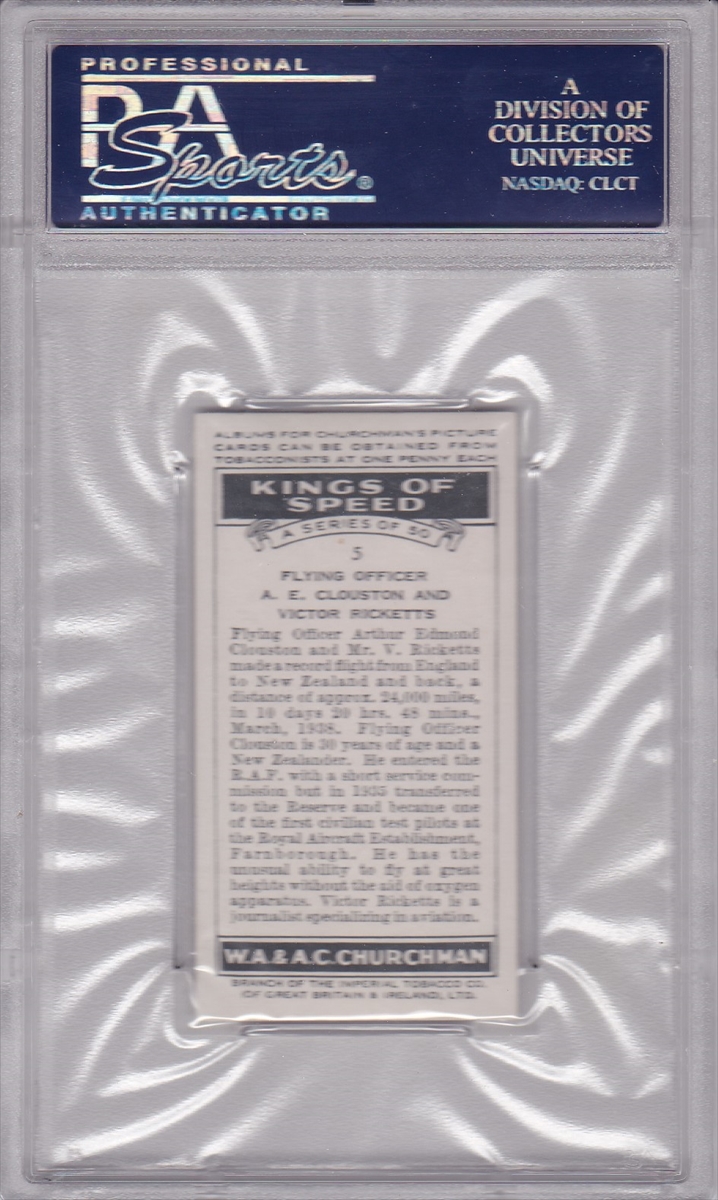 PROFESSIONAL
PSA
Sports®
AUTHENTICATOR
A
DIVISION OF
COLLECTORS
UNIVERSE
NASDAQ: CLCT
ALBUMS FOR CHURCHMAN'S PICTURE
CARDS CAN BE OBTAINED FROM
TOBACCONISTS AT ONE PENNY EACH
KINGS OF
SPEED
A SERIES OF 50
5
FLYING OFFICER
A. E. CLOUSTON AND
VICTOR RICKETTS
Flying Officer Arthur Edmond
Clouston and Mr. V. Ricketts
made a record flight from England
to New Zealand and back, a
distance of approx. 24,000 miles,
in 10 days 20 hrs. 48 mins.,
March, 1938. Flying Officer
Clouston is 30 years of age and a
New Zealander. He entered the
R.A.F. with a short service com-
mission but in 1935 transferred
to the Reserve and became one
of the first civilian test pilots at
the Royal Aircraft Establishment,
Farnborough. He has the
unusual ability to fly at great
heights without the aid of oxygen
apparatus. Victor Ricketts is a
journalist specializing in aviation.
W.A. & A.C. CHURCHMAN
BRANCH OF THE IMPERIAL TOBACCO CO.
OF GREAT BRITAIN & IRELAND, LTD.